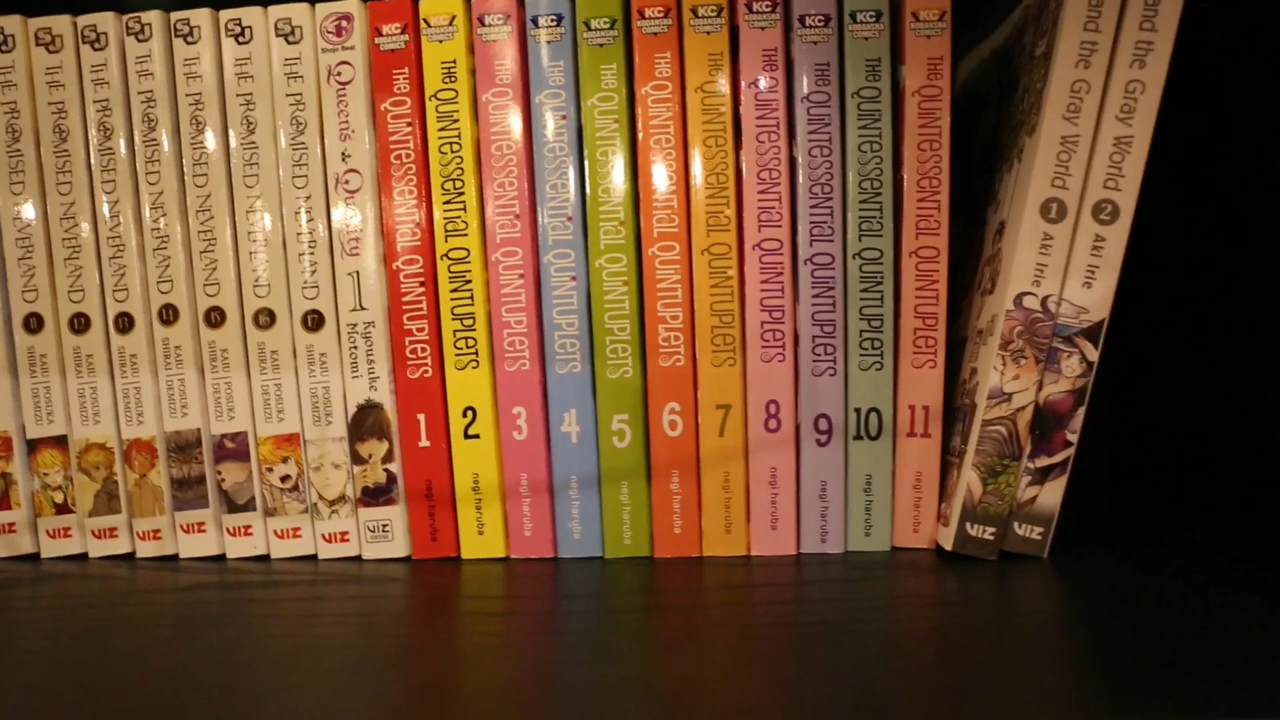 THE PROMISED NEVERLAND 11 KAIU SHIRAI POSUKA DEMIZU VIZ
THE PROMISED NEVERLAND 12 KAIU SHIRAI POSUKA DEMIZU VIZ
THE PROMISED NEVERLAND 13 KAIU SHIRAI POSUKA DEMIZU VIZ
THE PROMISED NEVERLAND 14 KAIU SHIRAI POSUKA DEMIZU VIZ
THE PROMISED NEVERLAND 15 KAIU SHIRAI POSUKA DEMIZU VIZ
THE PROMISED NEVERLAND 16 KAIU SHIRAI POSUKA DEMIZU VIZ
THE PROMISED NEVERLAND 17 KAIU SHIRAI POSUKA DEMIZU VIZ
Shojo Beat Queen's Quality 1 Kyousuke Motomi VIZ
KC KODANSHA COMICS THE QUINTESSENTIAL QUINTUPLETS 1 negi haruba
KC KODANSHA COMICS THE QUINTESSENTIAL QUINTUPLETS 2 negi haruba
KC KODANSHA COMICS THE QUINTESSENTIAL QUINTUPLETS 3 negi haruba
KC KODANSHA COMICS THE QUINTESSENTIAL QUINTUPLETS 4 negi haruba
KC KODANSHA COMICS THE QUINTESSENTIAL QUINTUPLETS 5 negi haruba
KC KODANSHA COMICS THE QUINTESSENTIAL QUINTUPLETS 6 negi haruba
KC KODANSHA COMICS THE QUINTESSENTIAL QUINTUPLETS 7 negi haruba
KC KODANSHA COMICS THE QUINTESSENTIAL QUINTUPLETS 8 negi haruba
KC KODANSHA COMICS THE QUINTESSENTIAL QUINTUPLETS 9 negi haruba
KC KODANSHA COMICS THE QUINTESSENTIAL QUINTUPLETS 10 negi haruba
KC KODANSHA COMICS THE QUINTESSENTIAL QUINTUPLETS 11 negi haruba
and the Gray World 1 Aki Irie VIZ
and the Gray World 2 Aki Irie VIZ